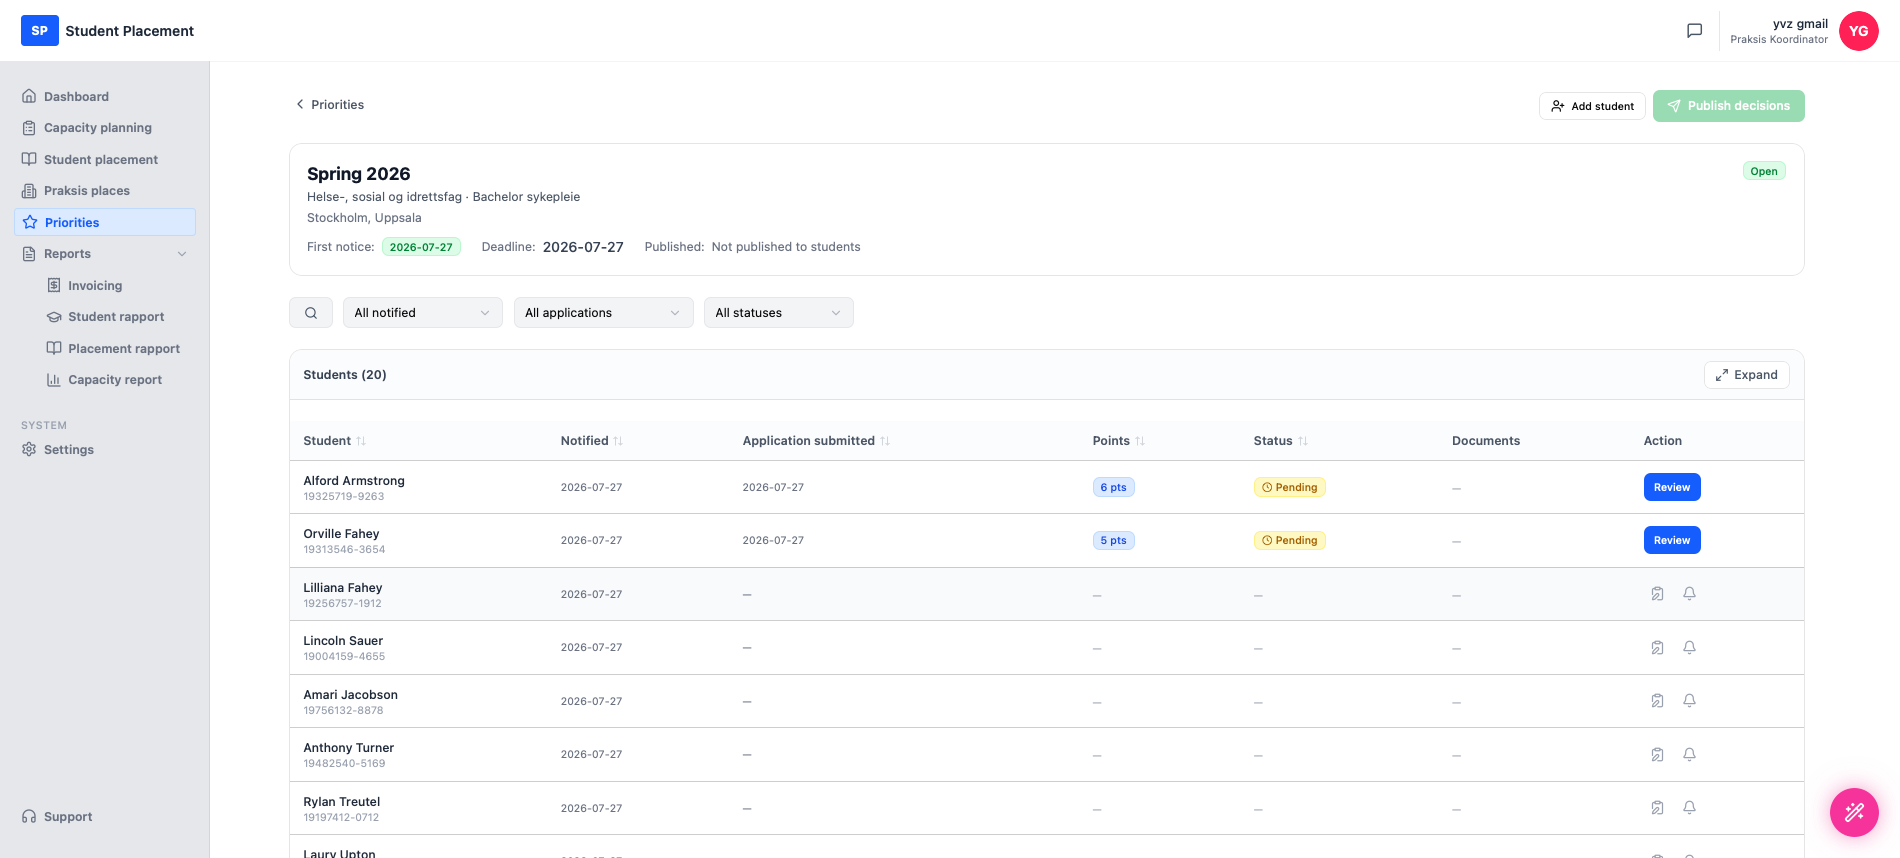 SP Student Placement
yvz gmail
Praksis Koordinator
YG
Dashboard
Capacity planning
Student placement
Praksis places
Priorities
Reports
Invoicing
Student rapport
Placement rapport
Capacity report
SYSTEM
Settings
Support
Priorities
Add student
Publish decisions
Spring 2026
Open
Helse-, sosial og idrettsfag · Bachelor sykepleie
Stockholm, Uppsala
First notice: 2026-07-27 Deadline: 2026-07-27 Published: Not published to students
All notified All applications All statuses
Students (20) Expand
Student Notified Application submitted Points Status Documents Action
Alford Armstrong
19325719-9263
2026-07-27 2026-07-27 6 pts Pending — Review
Orville Fahey
19313546-3654
2026-07-27 2026-07-27 5 pts Pending — Review
Lilliana Fahey
19256757-1912
2026-07-27 — — — —
Lincoln Sauer
19004159-4655
2026-07-27 — — — —
Amari Jacobson
19756132-8878
2026-07-27 — — — —
Anthony Turner
19482540-5169
2026-07-27 — — — —
Rylan Treutel
19197412-0712
2026-07-27 — — — —
Laury Upton